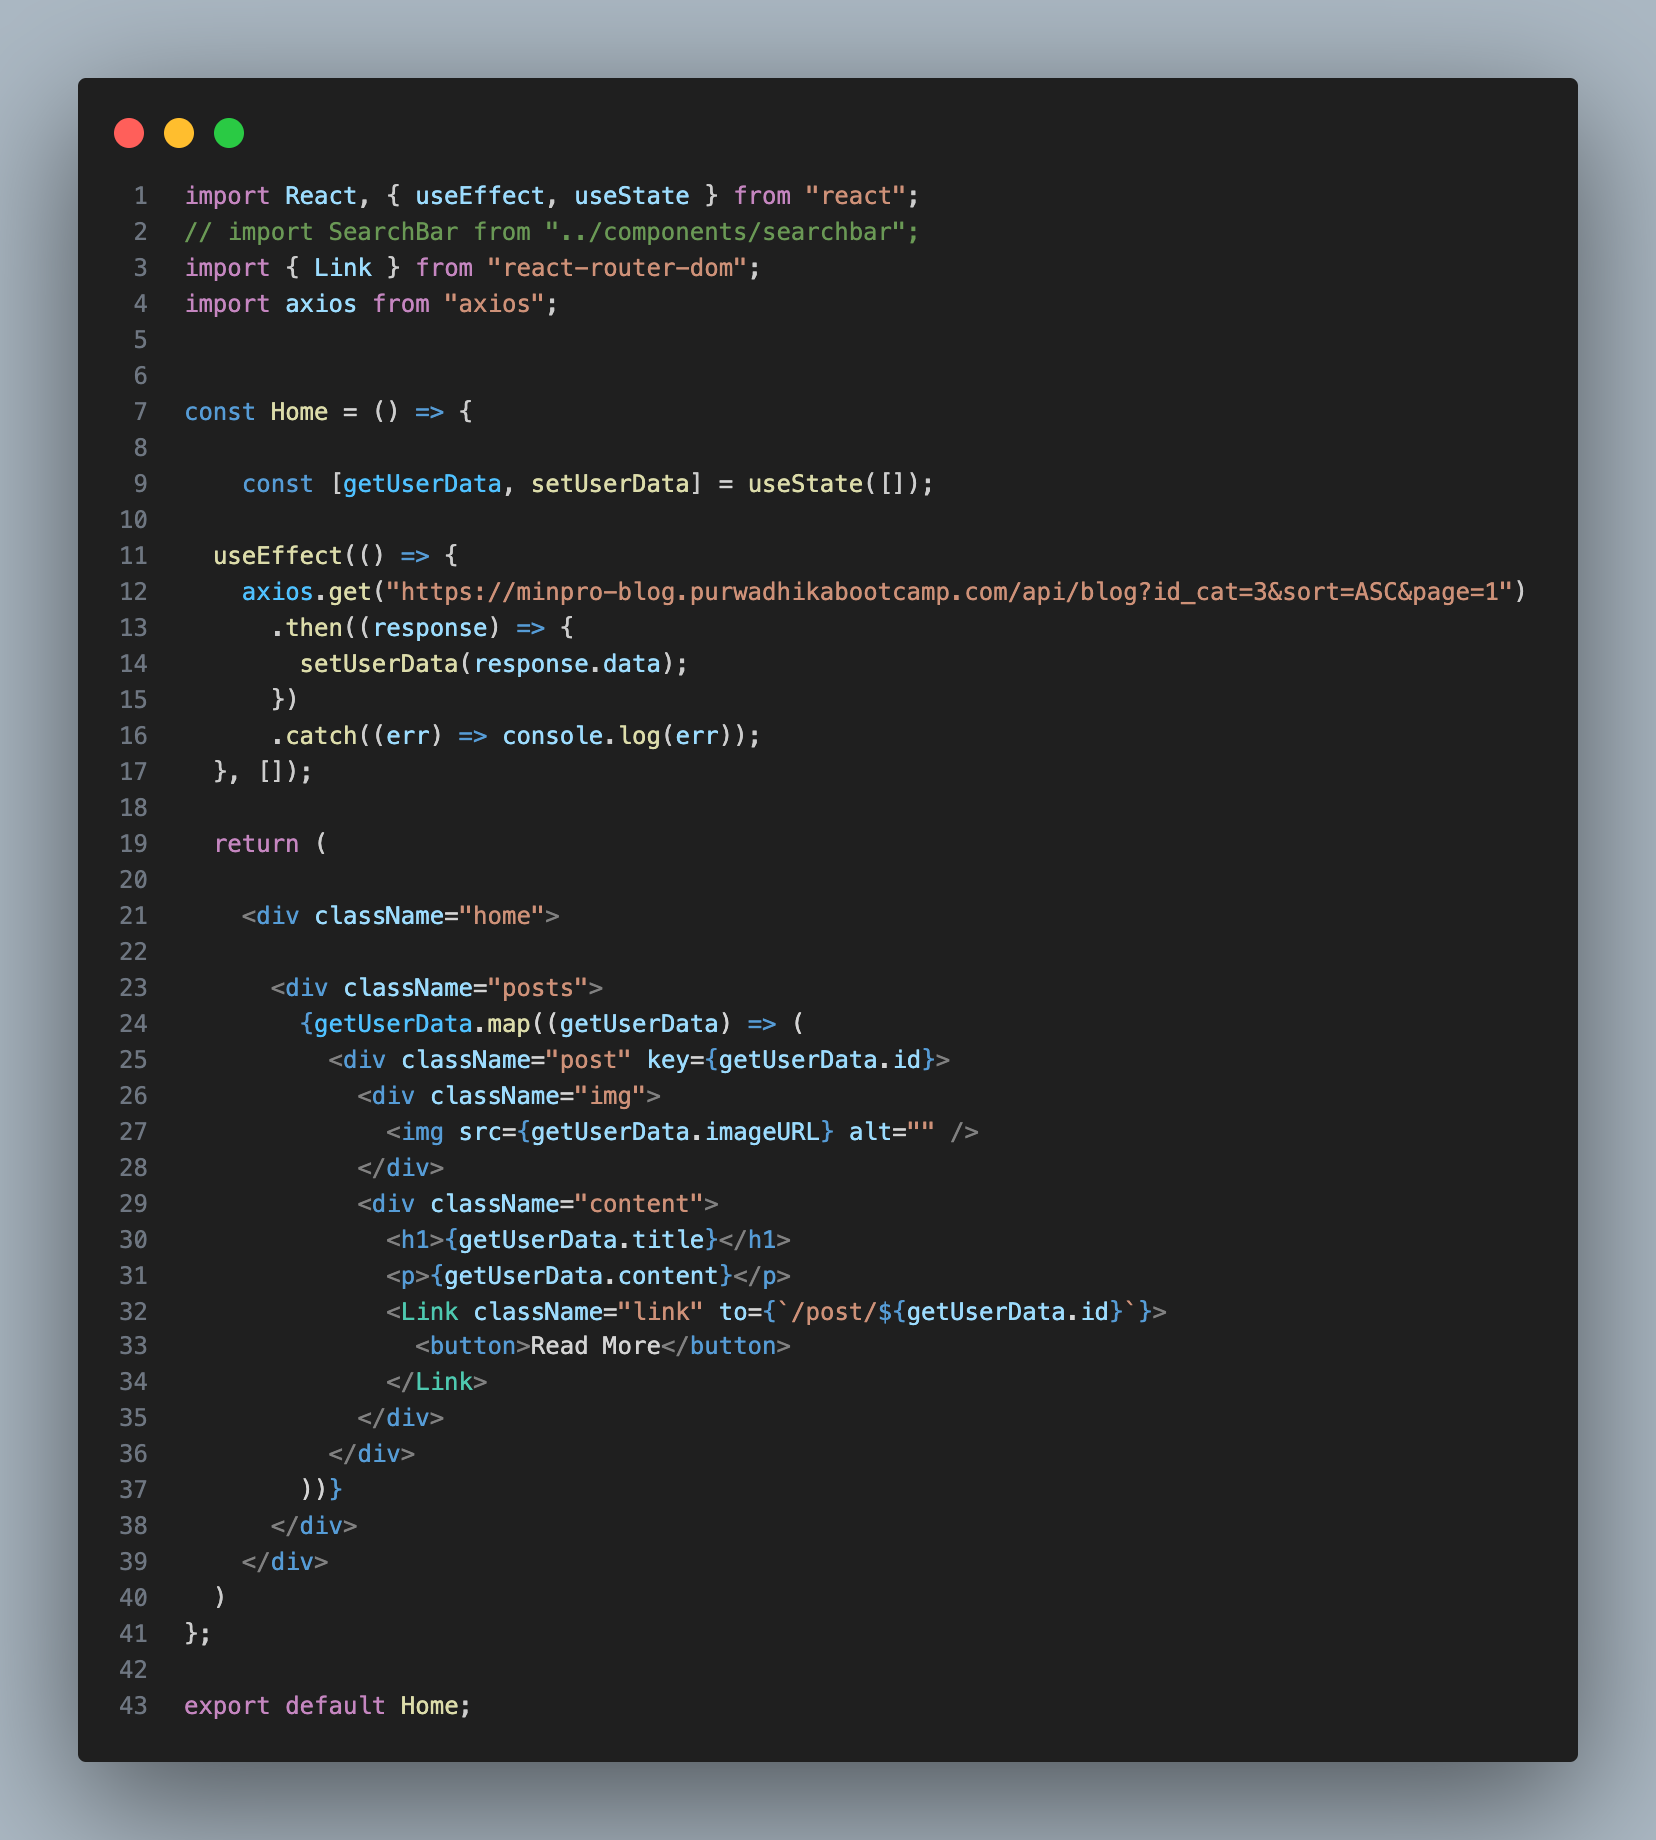 1 import React, { useEffect, useState } from "react";
2 // import SearchBar from "../components/searchbar";
3 import { Link } from "react-router-dom";
4 import axios from "axios";
5
6
7 const Home = () => {
8
9     const [getUserData, setUserData] = useState([]);
10
11   useEffect(() => {
12     axios.get("https://minpro-blog.purwadhikabootcamp.com/api/blog?id_cat=3&sort=ASC&page=1")
13       .then((response) => {
14         setUserData(response.data);
15       })
16       .catch((err) => console.log(err));
17   }, []);
18
19   return (
20
21     <div className="home">
22
23       <div className="posts">
24         {getUserData.map((getUserData) => (
25           <div className="post" key={getUserData.id}>
26             <div className="img">
27               <img src={getUserData.imageURL} alt="" />
28             </div>
29             <div className="content">
30               <h1>{getUserData.title}</h1>
31               <p>{getUserData.content}</p>
32               <Link className="link" to={`/post/${getUserData.id}`}>
33                 <button>Read More</button>
34               </Link>
35             </div>
36           </div>
37         ))}
38       </div>
39     </div>
40   )
41 };
42
43 export default Home;